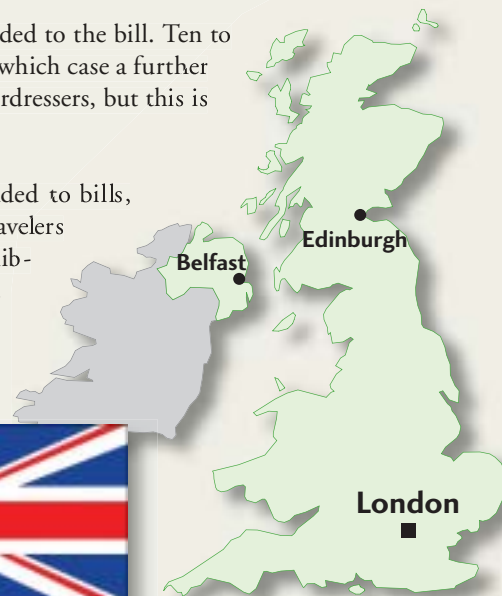 ded to the bill. Ten to
which case a further
rdressers, but this is
ded to bills,
avelers
ib-
Edinburgh
Belfast
London